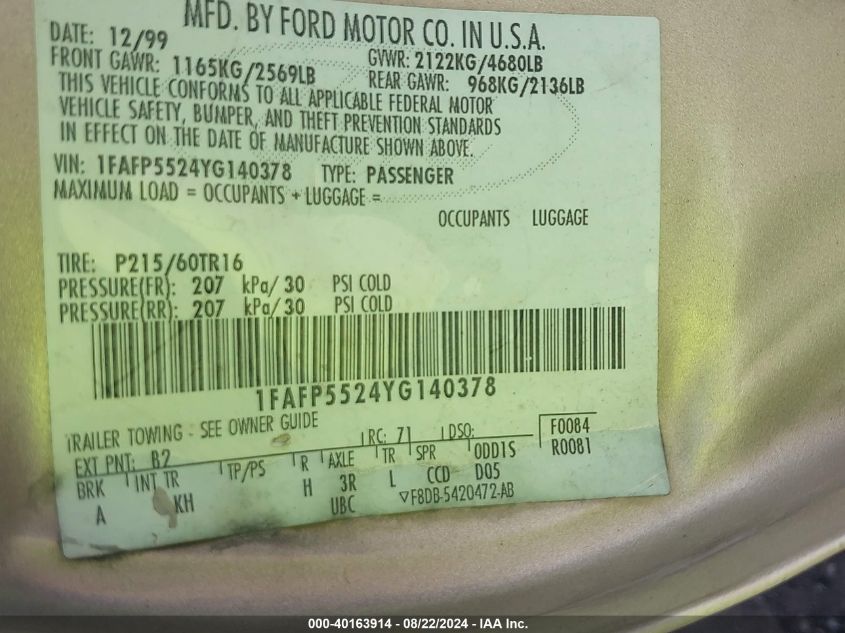 MFD. BY FORD MOTOR CO. IN U.S.A.
DATE: 12/99 GVWR: 2122KG/4680LB
FRONT GAWR: 1165KG/2569LB REAR GAWR: 968KG/2136LB
THIS VEHICLE CONFORMS TO ALL APPLICABLE FEDERAL MOTOR
VEHICLE SAFETY, BUMPER, AND THEFT PREVENTION STANDARDS
IN EFFECT ON THE DATE OF MANUFACTURE SHOWN ABOVE.
VIN: 1FAFP5524YG140378 TYPE: PASSENGER
MAXIMUM LOAD = OCCUPANTS + LUGGAGE =
OCCUPANTS LUGGAGE
TIRE: P215/60TR16
PRESSURE(FR): 207 kPa/ 30 PSI COLD
PRESSURE(RR): 207 kPa/ 30 PSI COLD
1FAFP5524YG140378
TRAILER TOWING - SEE OWNER GUIDE
EXT PNT: B2 RC: 71 DSO: F0084
BRK INT TR TP/PS R AXLE TR SPR ODD1S R0081
A KH H 3R L CCD D05
UBC ▽F8DB-5420472-AB
000-40163914 - 08/22/2024 - IAA Inc.